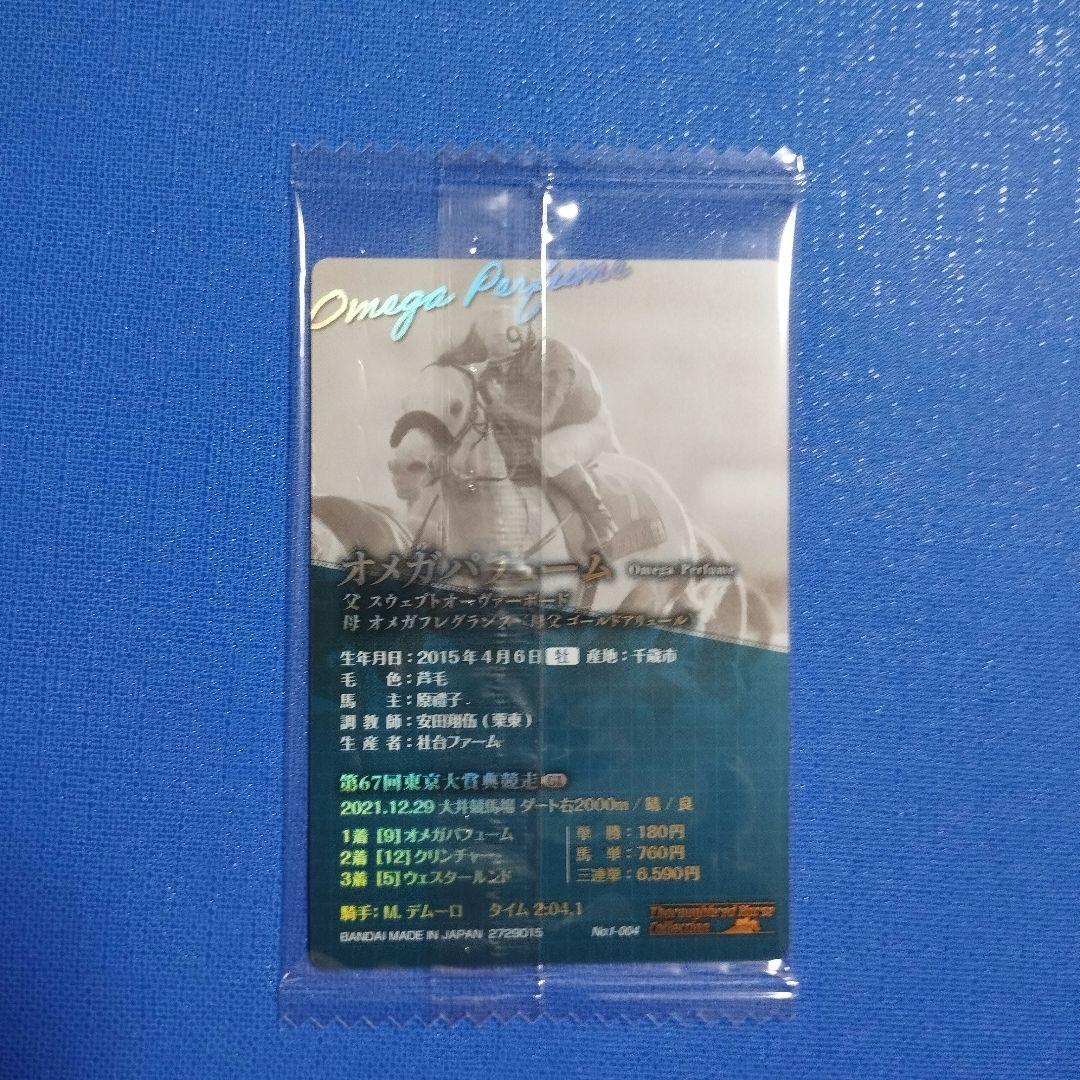 Omega Perfume
オメガパフューム Omega Perfume
父 スウェプトオーヴァーボード
母 オメガフレグランス 母父 ゴールドアリュール
生年月日：2015年4月6日 牡 産地：千歳市
毛 色：芦毛
馬 主：原禮子
調教師：安田翔伍(栗東)
生産者：社台ファーム
第67回東京大賞典競走 G1
2021.12.29 大井競馬場 ダート右2000m / 晴 / 良
1着 [9] オメガパフューム
2着 [12] クリンチャー
3着 [5] ウェスタールンド
単 勝：180円
馬 単：760円
三連単：6,590円
騎手：M. デムーロ タイム 2:04.1
BANDAI MADE IN JAPAN 2729015 No.1-004
Thoroughbred Horse
Collection